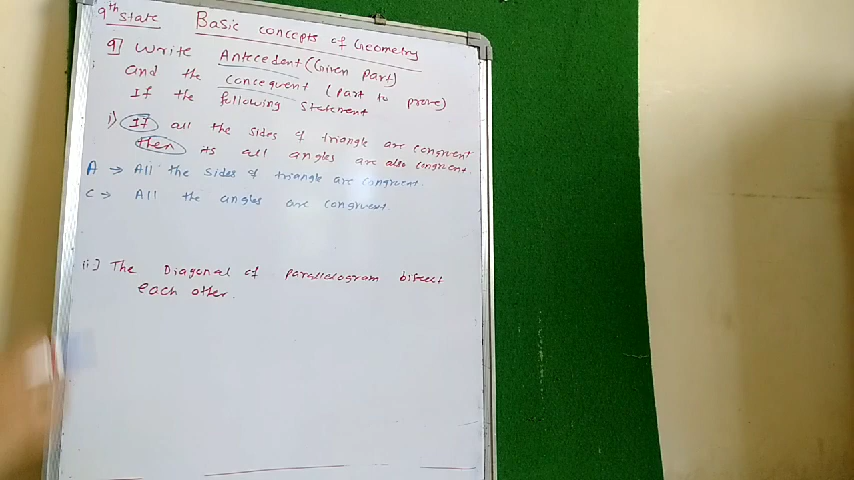 9th state Basic concepts of Geometry
Q] Write Antecedent (Given Part)
and the concequent (part to prove)
If the following statement
i) If all the sides of triangle are congruent
then its all angles are also congruent.
A → All the sides of triangle are congruent.
C → All the angles are congruent.
ii] The Diagonal of parallelogram bisect
each other.